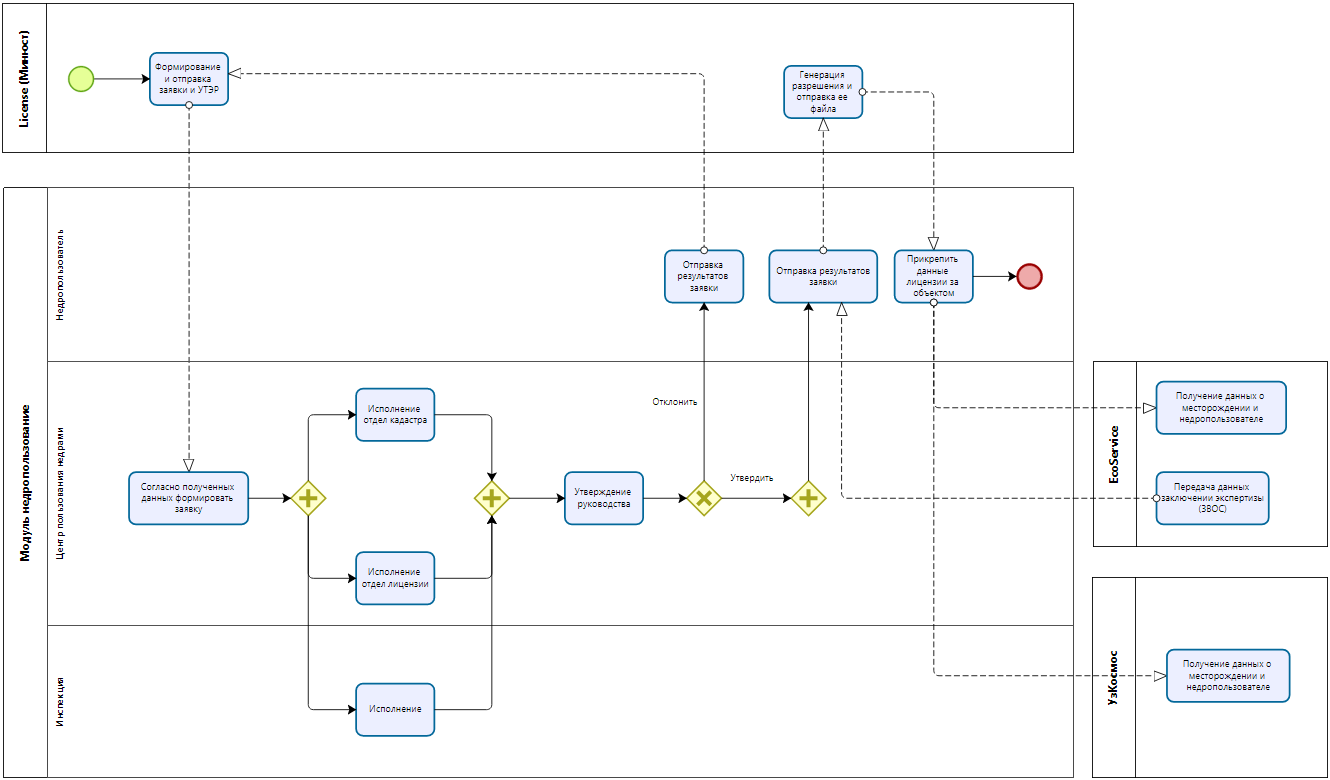 License (Минюст)
Формирование
и отправка
заявки и УТЭР
Генерация
разрешения и
отправка ее
файла
Модуль недропользование
Недропользователь
Отправка
результатов
заявки
Отправка результатов
заявки
Прикрепить
данные
лицензии за
объектом
Центр пользования недрами
Согласно полученных
данных формировать
заявку
Исполнение
отдел кадастра
Исполнение
отдел лицензии
Утверждение
руководства
Отклонить
Утвердить
Инспекция
Исполнение
EcoService
Получение данных о
месторождении и
недропользователе
Передача данных
заключении экспертизы
(ЗВОС)
УзКосмос
Получение данных о
месторождении и
недропользователе